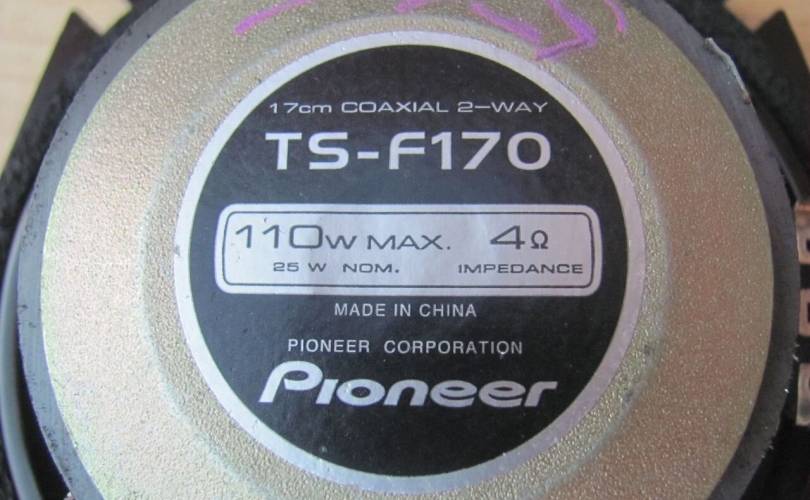 17cm COAXIAL 2-WAY
TS-F170
110W MAX. 4Ω
25 W NOM. IMPEDANCE
MADE IN CHINA
PIONEER CORPORATION
Pioneer